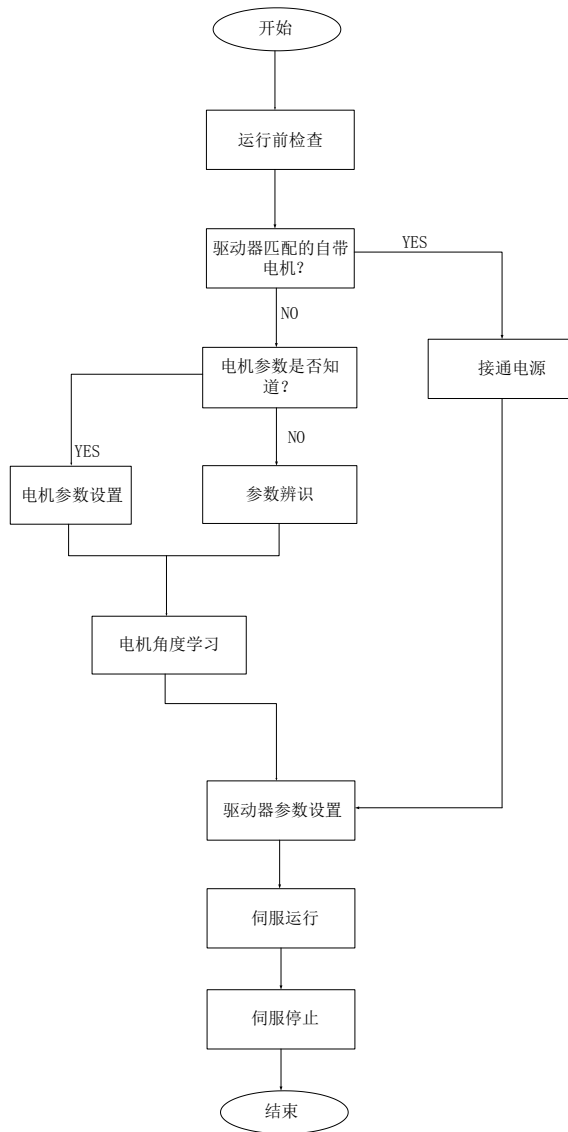 开始
运行前检查
驱动器匹配的自带
电机?
YES
NO
电机参数是否知
道?
接通电源
YES
NO
电机参数设置
参数辨识
电机角度学习
驱动器参数设置
伺服运行
伺服停止
结束